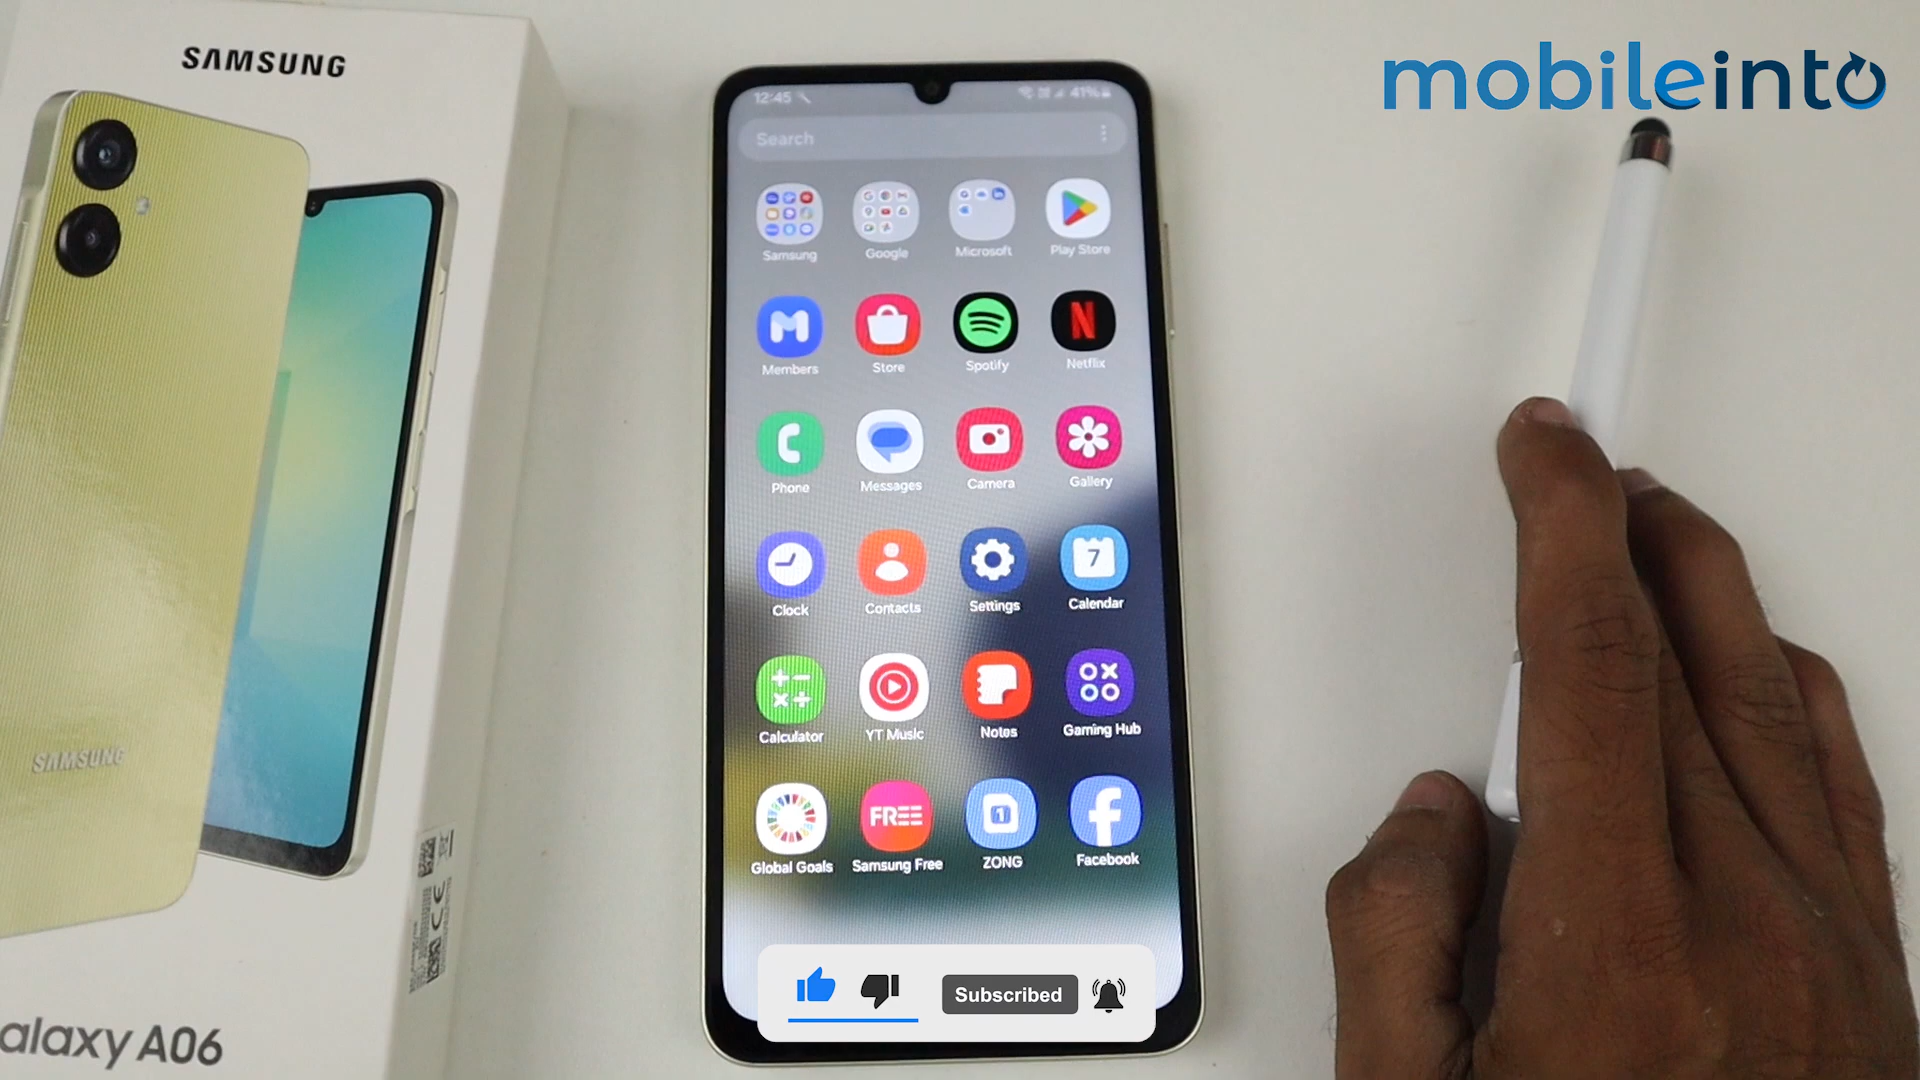 SAMSUNG
SAMSUNG
alaxy A06
mobileinto
12:45
41%
Search
Samsung
Google
Microsoft
Play Store
Members
Store
Spotify
Netflix
Phone
Messages
Camera
Gallery
Clock
Contacts
Settings
7
Calendar
Calculator
YT Music
Notes
Gaming Hub
FREE
1
Global Goals
Samsung Free
ZONG
Facebook
Subscribed